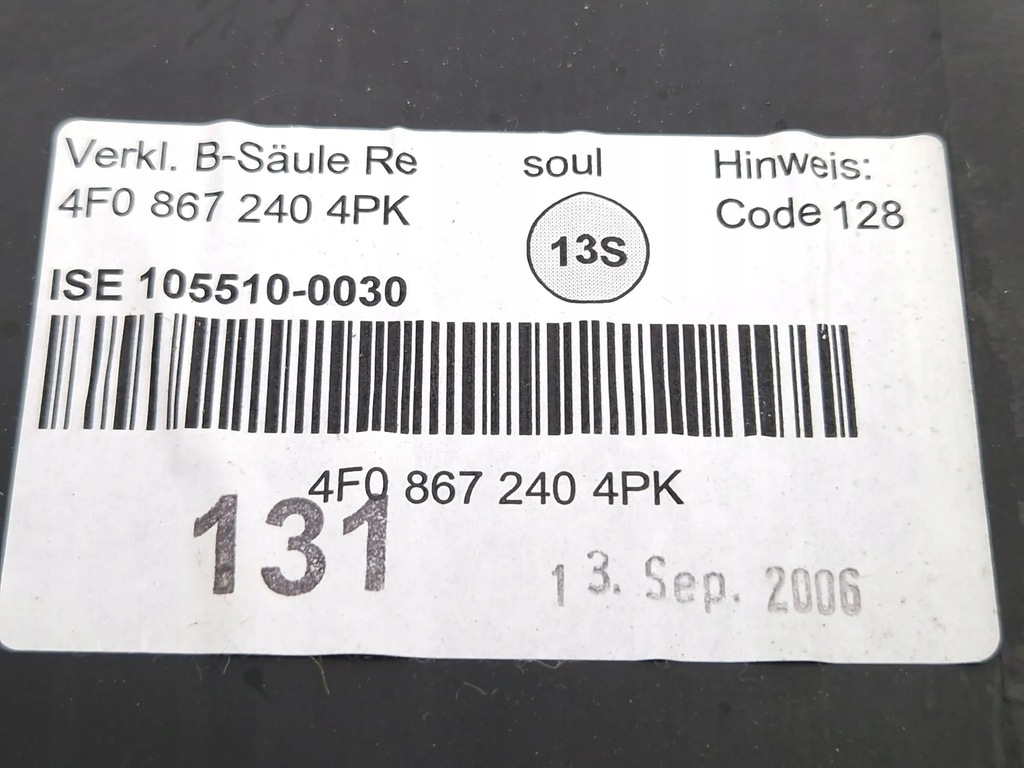 Verkl. B-Säule Re
4F0 867 240 4PK
soul
13S
HinWeis:
Code 128
ISE 105510-0030
4F0 867 240 4PK
131
13. Sep. 2006